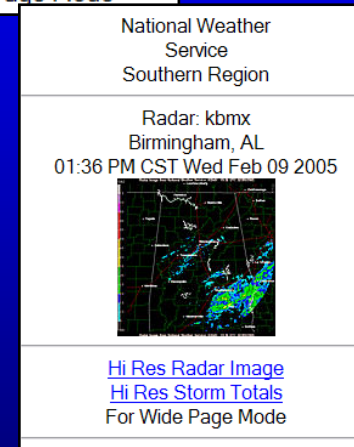 National Weather
Service
Southern Region
Radar: kbmx
Birmingham, AL
01:36 PM CST Wed Feb 09 2005
Hi Res Radar Image
Hi Res Storm Totals
For Wide Page Mode